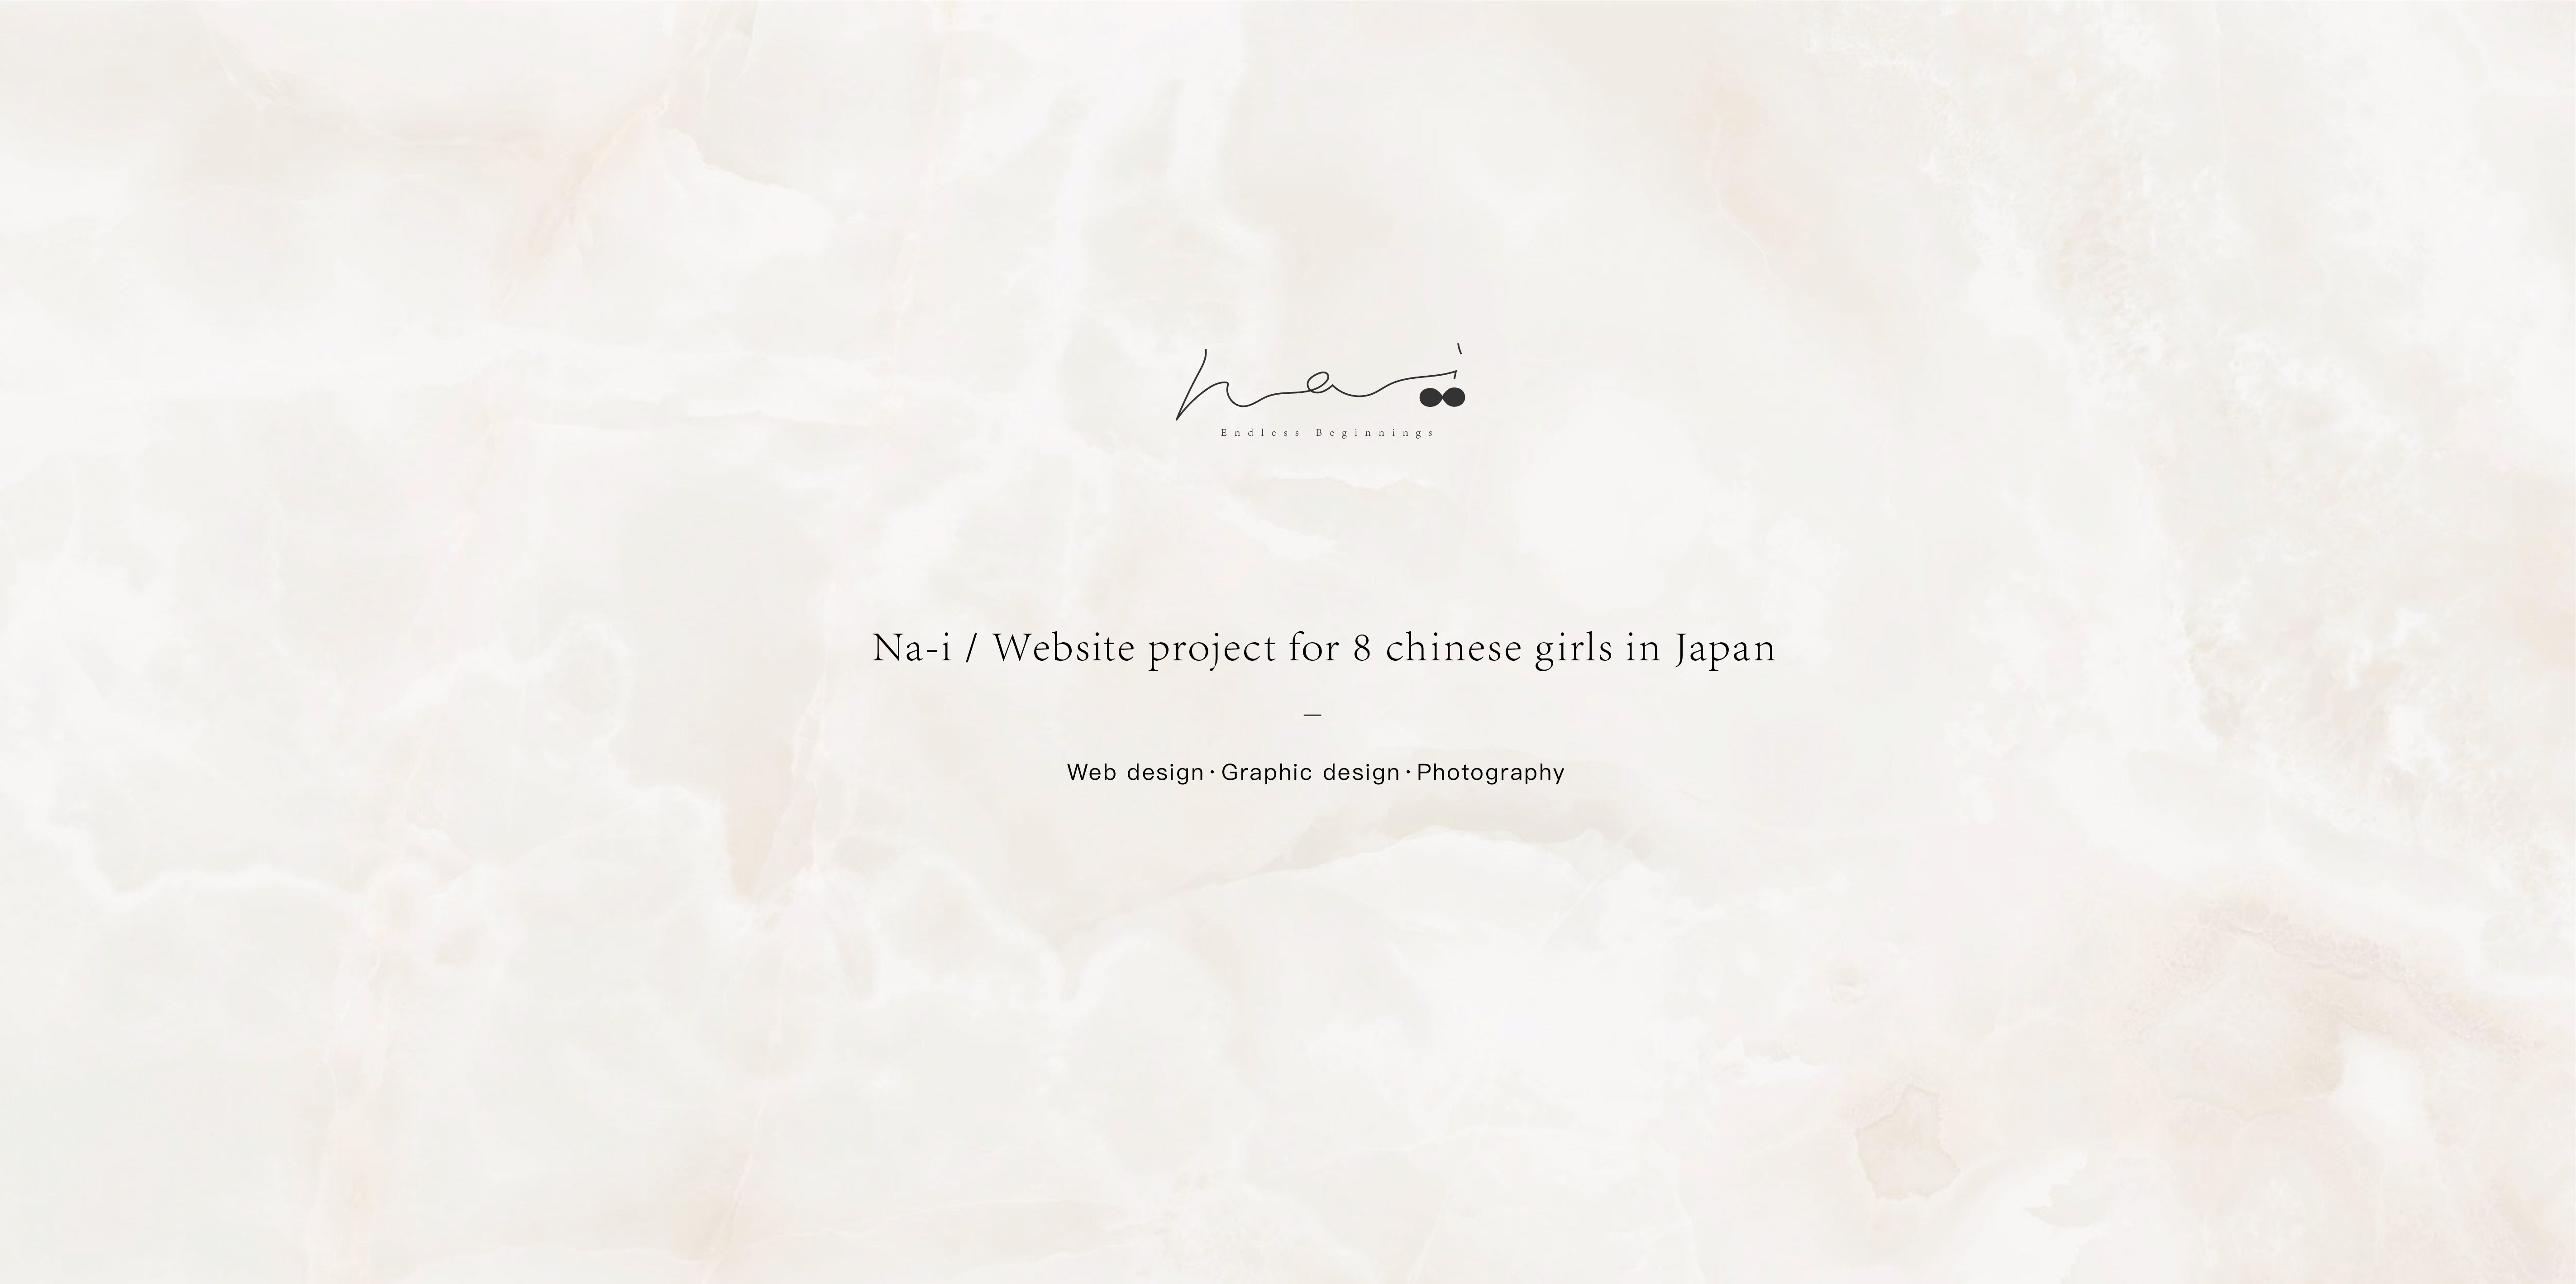 nai
Endless Beginnings
Na-i / Website project for 8 chinese girls in Japan
—
Web design·Graphic design·Photography